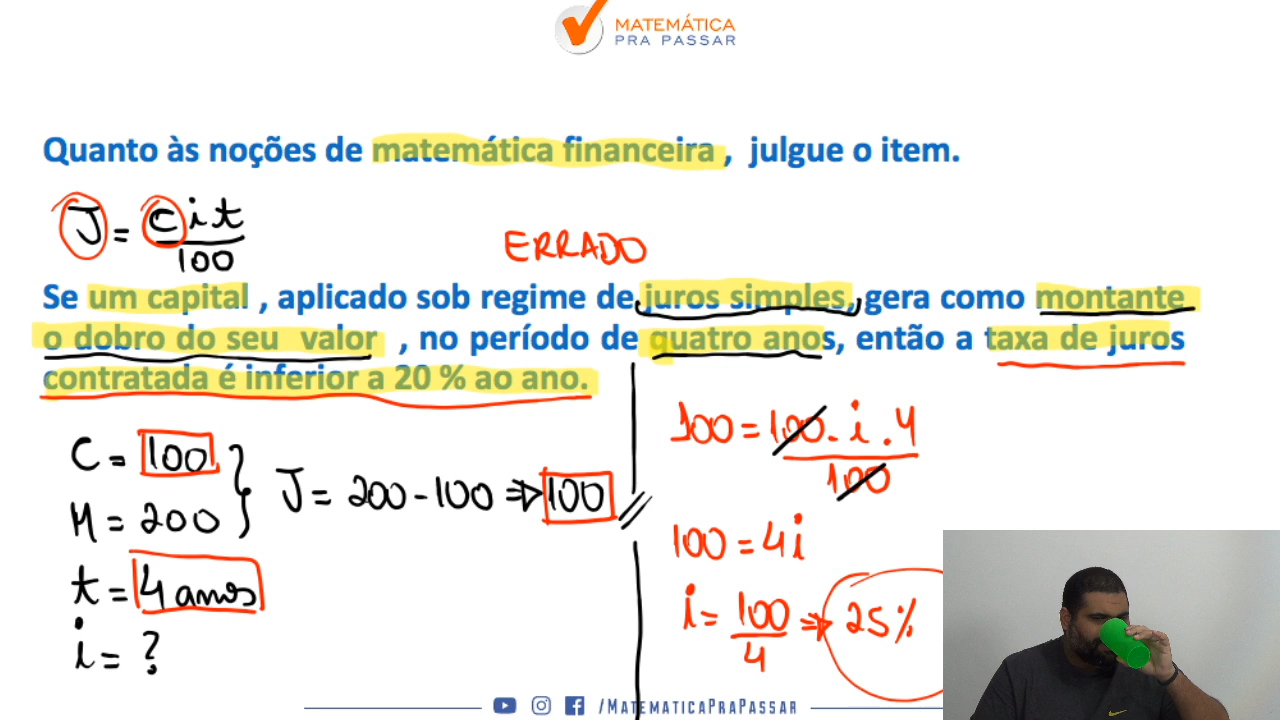 MATEMÁTICA
PRA PASSAR
Quanto às noções de matemática financeira , julgue o item.
J = c i t
100
ERRADO
Se um capital , aplicado sob regime de juros simples, gera como montante
o dobro do seu valor , no período de quatro anos, então a taxa de juros
contratada é inferior a 20 % ao ano.
C = 100
M = 200
J = 200 - 100 ⇒ 100
t = 4 anos
i = ?
100 = 100 . i . 4
100
100 = 4i
i = 100 ⇒ 25%
4
/MatematicaPraPassar